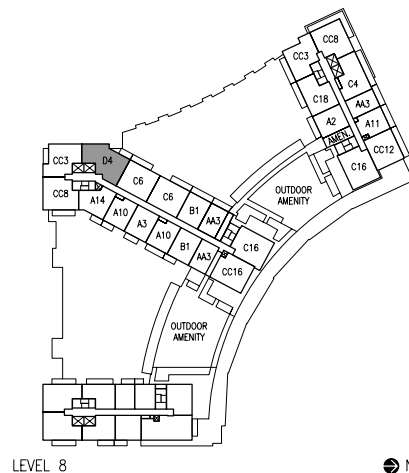 CC8
CC3
C4
C18
AA3
A2
A11
AMEN.
CC12
C16
OUTDOOR
AMENITY
CC3
D4
C6
C6
B1
AA3
CC8
A14
A10
A3
A10
B1
AA3
C16
CC16
OUTDOOR
AMENITY
LEVEL 8
N